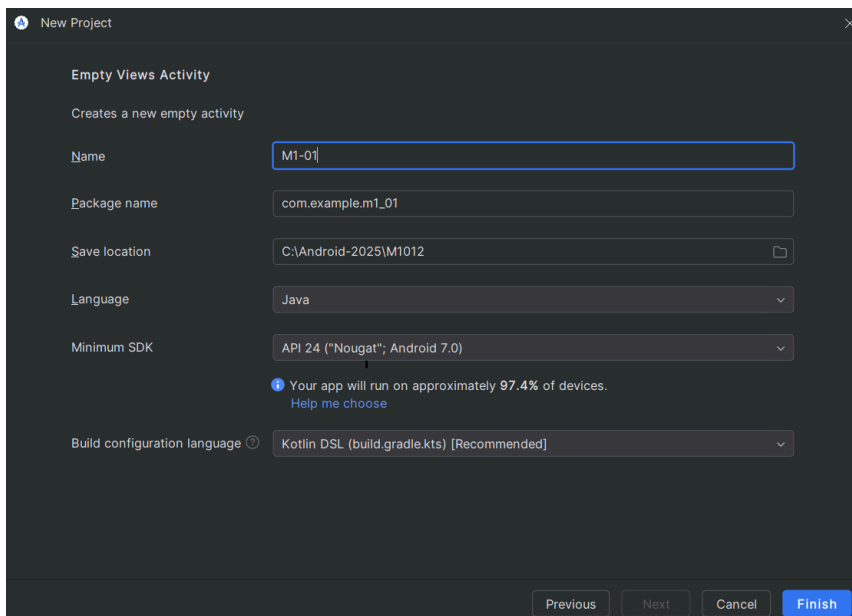 New Project
Empty Views Activity
Creates a new empty activity
Name M1-01
Package name com.example.m1_01
Save location C:\Android-2025\M1012
Language Java
Minimum SDK API 24 ("Nougat"; Android 7.0)
Your app will run on approximately 97.4% of devices.
Help me choose
Build configuration language ? Kotlin DSL (build.gradle.kts) [Recommended]
Previous Next Cancel Finish